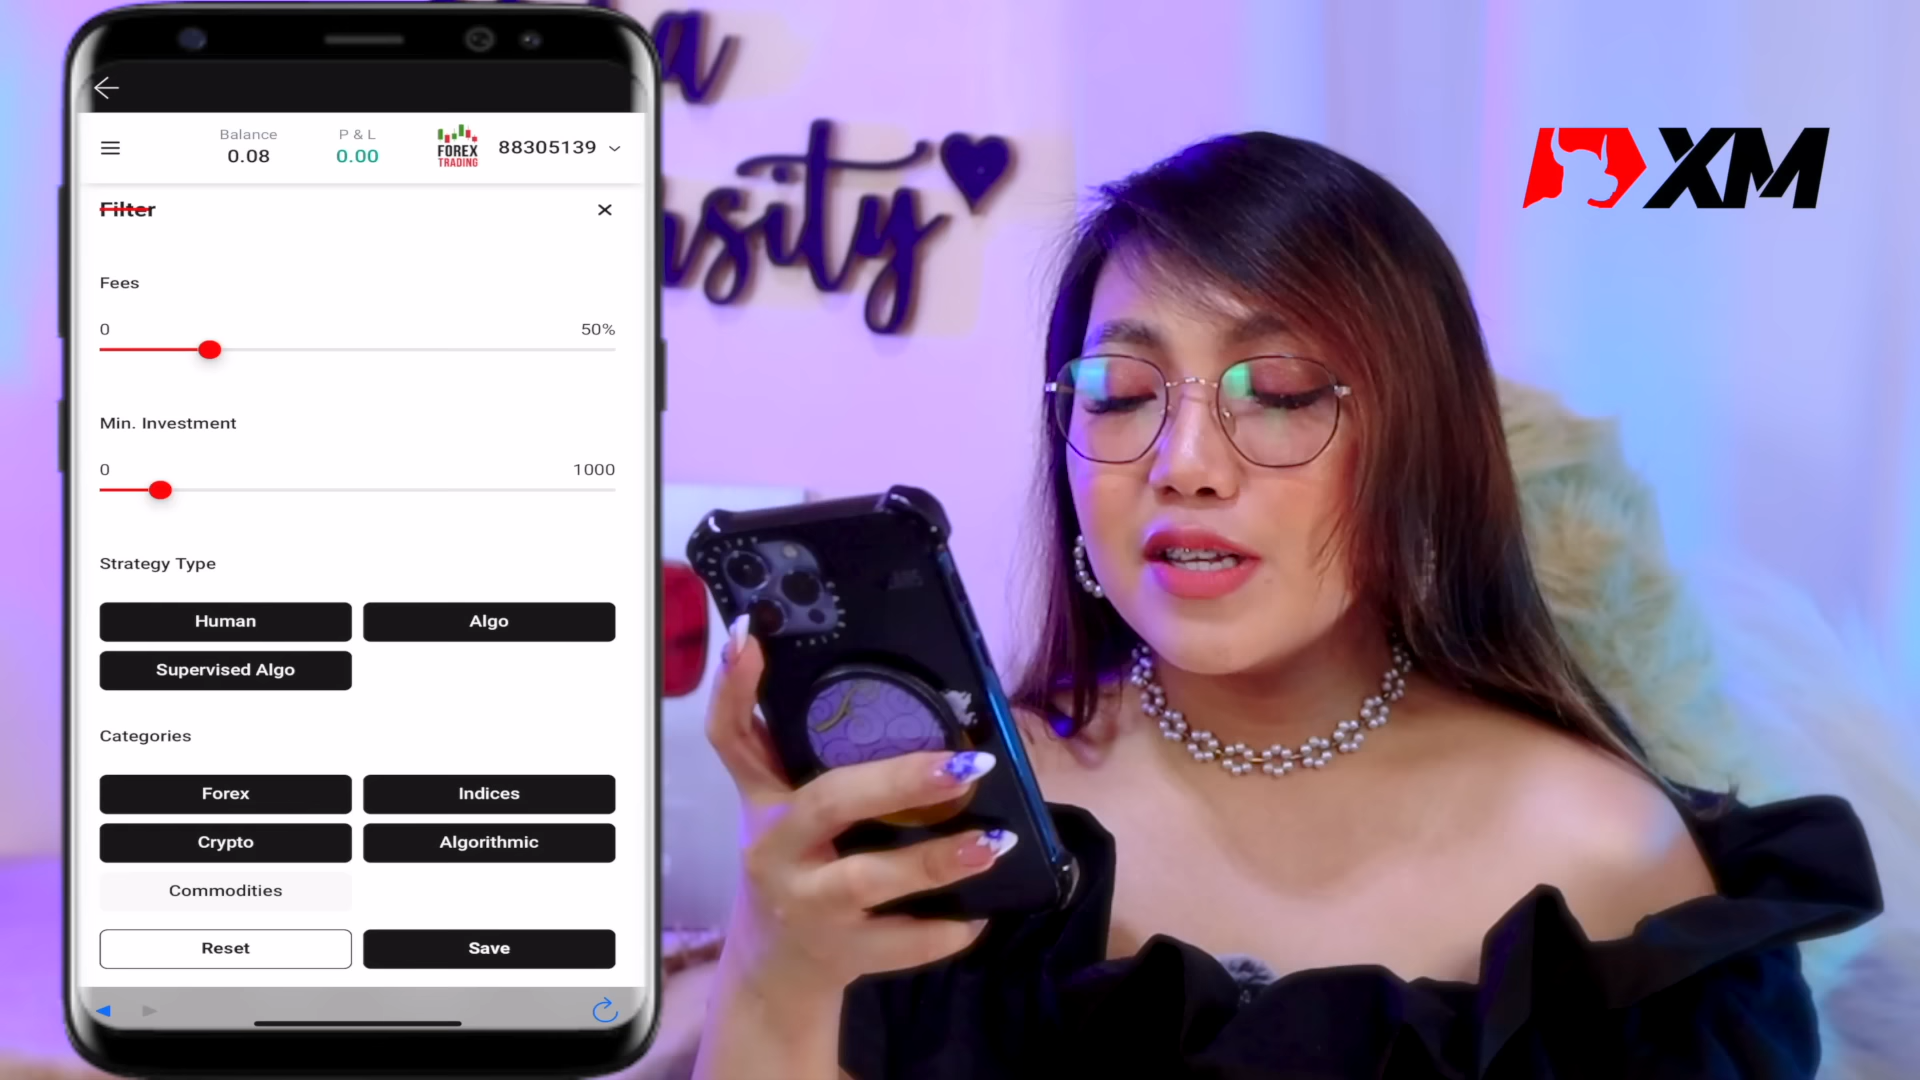 Balance
0.08
P & L
0.00
FOREX
TRADING
88305139
Filter
Fees
0
50%
Min. Investment
0
1000
Strategy Type
Human
Algo
Supervised Algo
Categories
Forex
Indices
Crypto
Algorithmic
Commodities
Reset
Save
XM